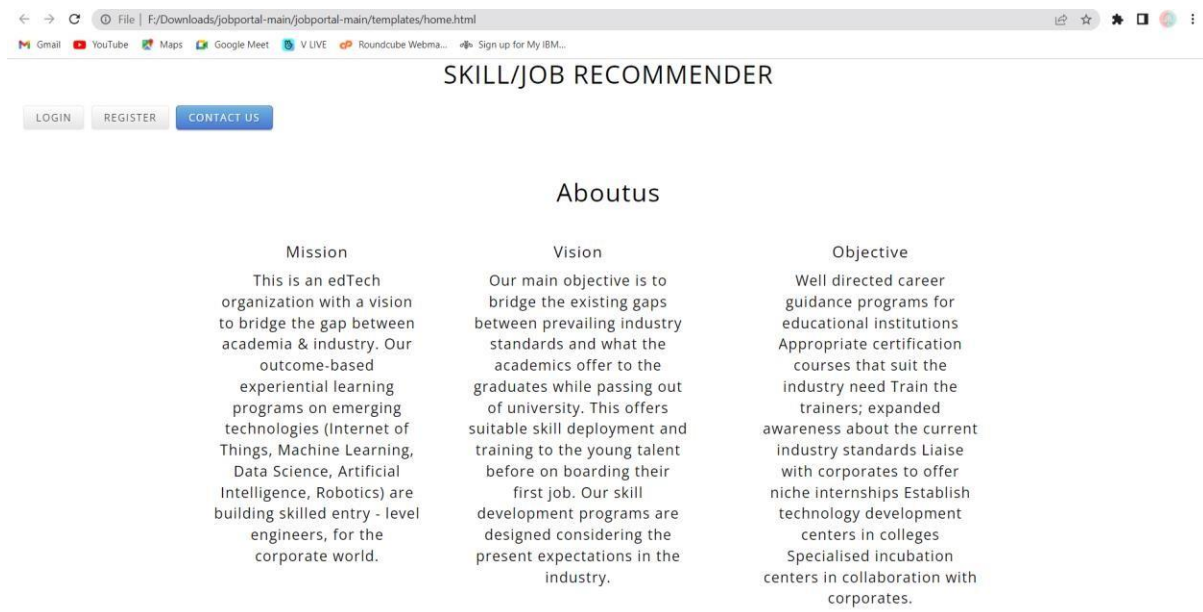 File | F:/Downloads/jobportal-main/jobportal-main/templates/home.html
Gmail YouTube Maps Google Meet V LIVE Roundcube Webma... Sign up for My IBM...
SKILL/JOB RECOMMENDER
LOGIN REGISTER CONTACT US
Aboutus
Mission
This is an edTech
organization with a vision
to bridge the gap between
academia & industry. Our
outcome-based
experiential learning
programs on emerging
technologies (Internet of
Things, Machine Learning,
Data Science, Artificial
Intelligence, Robotics) are
building skilled entry - level
engineers, for the
corporate world.
Vision
Our main objective is to
bridge the existing gaps
between prevailing industry
standards and what the
academics offer to the
graduates while passing out
of university. This offers
suitable skill deployment and
training to the young talent
before on boarding their
first job. Our skill
development programs are
designed considering the
present expectations in the
industry.
Objective
Well directed career
guidance programs for
educational institutions
Appropriate certification
courses that suit the
industry need Train the
trainers; expanded
awareness about the current
industry standards Liaise
with corporates to offer
niche internships Establish
technology development
centers in colleges
Specialised incubation
centers in collaboration with
corporates.